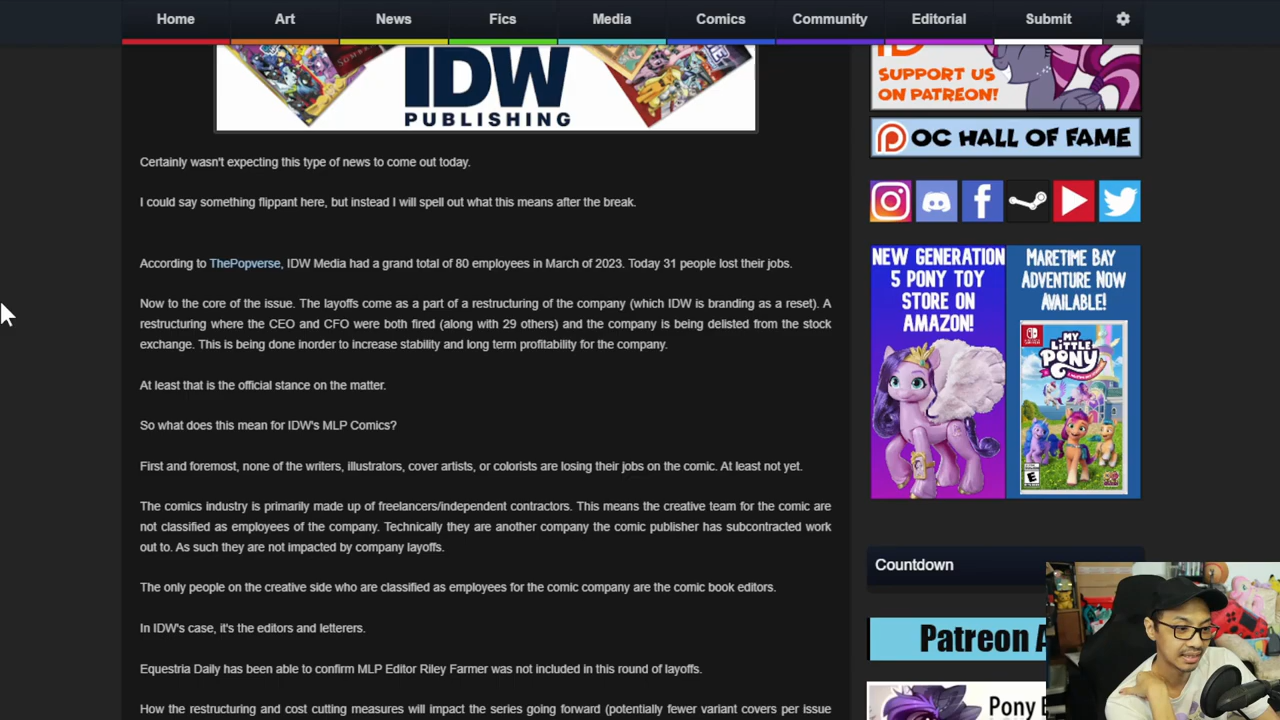 Home Art News Fics Media Comics Community Editorial Submit
IDW
PUBLISHING
Certainly wasn't expecting this type of news to come out today.
I could say something flippant here, but instead I will spell out what this means after the break.
According to ThePopverse, IDW Media had a grand total of 80 employees in March of 2023. Today 31 people lost their jobs.
Now to the core of the issue. The layoffs come as a part of a restructuring of the company (which IDW is branding as a reset). A
restructuring where the CEO and CFO were both fired (along with 29 others) and the company is being delisted from the stock
exchange. This is being done inorder to increase stability and long term profitability for the company.
At least that is the official stance on the matter.
So what does this mean for IDW's MLP Comics?
First and foremost, none of the writers, illustrators, cover artists, or colorists are losing their jobs on the comic. At least not yet.
The comics industry is primarily made up of freelancers/independent contractors. This means the creative team for the comic are
not classified as employees of the company. Technically they are another company the comic publisher has subcontracted work
out to. As such they are not impacted by company layoffs.
The only people on the creative side who are classified as employees for the comic company are the comic book editors.
In IDW's case, it's the editors and letterers.
Equestria Daily has been able to confirm MLP Editor Riley Farmer was not included in this round of layoffs.
How the restructuring and cost cutting measures will impact the series going forward (potentially fewer variant covers per issue
SUPPORT US
ON PATREON!
OC HALL OF FAME
NEW GENERATION
5 PONY TOY
STORE ON
AMAZON!
MARETIME BAY
ADVENTURE NOW
AVAILABLE!
MY LITTLE
PONY
E
Countdown
Patreon
Pony